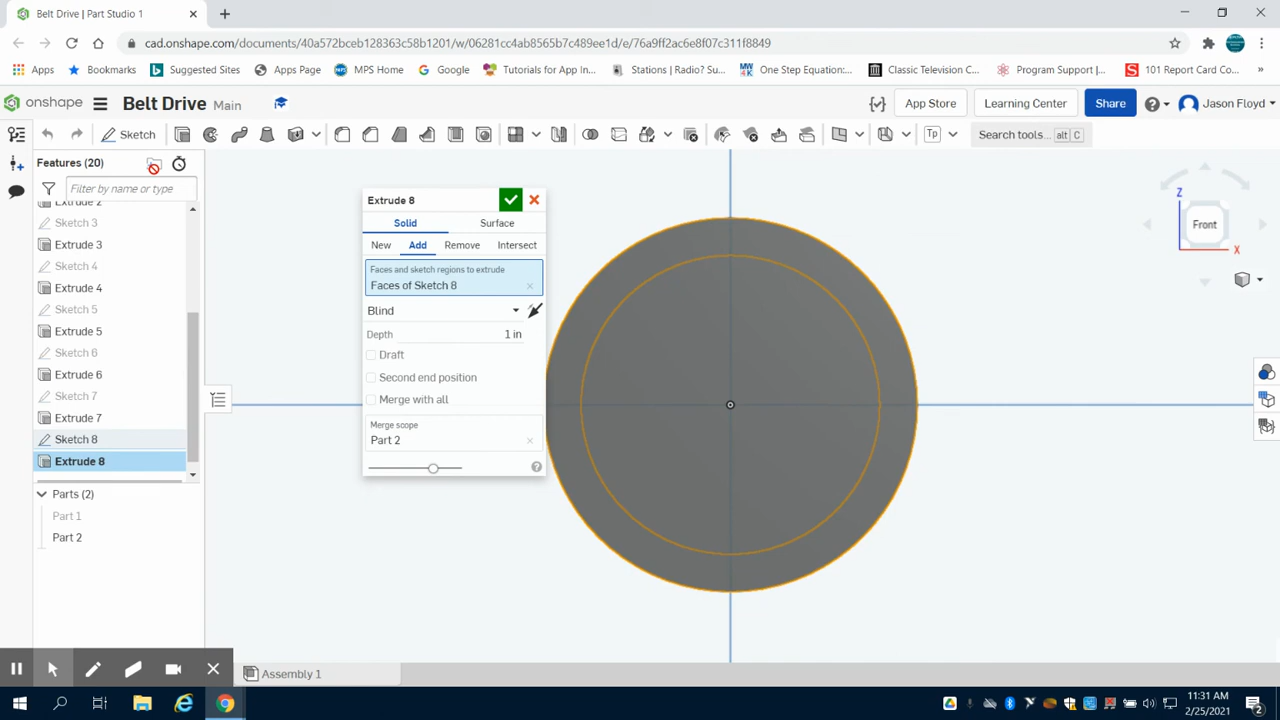 Belt Drive | Part Studio 1
cad.onshape.com/documents/40a572bceb128363c58b1201/w/06281cc4ab8565b7c489ee1d/e/76a9ff2ac6e8f07c311f8849
Apps Bookmarks Suggested Sites Apps Page MPS Home Google Tutorials for App In... Stations | Radio? Su... One Step Equation:... Classic Television C... Program Support |... 101 Report Card Co... »
onshape Belt Drive Main App Store Learning Center Share Jason Floyd
Sketch Search tools... alt C
Features (20)
Filter by name or type
Extrude 2
Sketch 3
Extrude 3
Sketch 4
Extrude 4
Sketch 5
Extrude 5
Sketch 6
Extrude 6
Sketch 7
Extrude 7
Sketch 8
Extrude 8
Parts (2)
Part 1
Part 2
Extrude 8
Solid Surface
New Add Remove Intersect
Faces and sketch regions to extrude
Faces of Sketch 8
Blind
Depth 1 in
Draft
Second end position
Merge with all
Merge scope
Part 2
Z
Front
X
Assembly 1
11:31 AM
2/25/2021
2